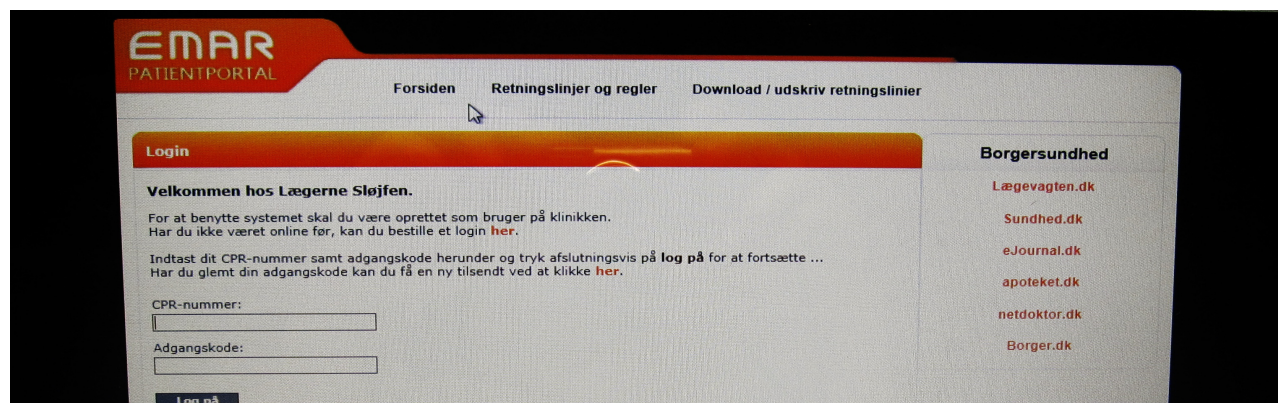 EMAR
PATIENTPORTAL
Forsiden Retningslinjer og regler Download / udskriv retningslinier
Login
Velkommen hos Lægerne Sløjfen.
For at benytte systemet skal du være oprettet som bruger på klinikken.
Har du ikke været online før, kan du bestille et login her.
Indtast dit CPR-nummer samt adgangskode herunder og tryk afslutningsvis på log på for at fortsætte ...
Har du glemt din adgangskode kan du få en ny tilsendt ved at klikke her.
CPR-nummer:
Adgangskode:
Log på
Borgersundhed
Lægevagten.dk
Sundhed.dk
eJournal.dk
apoteket.dk
netdoktor.dk
Borger.dk